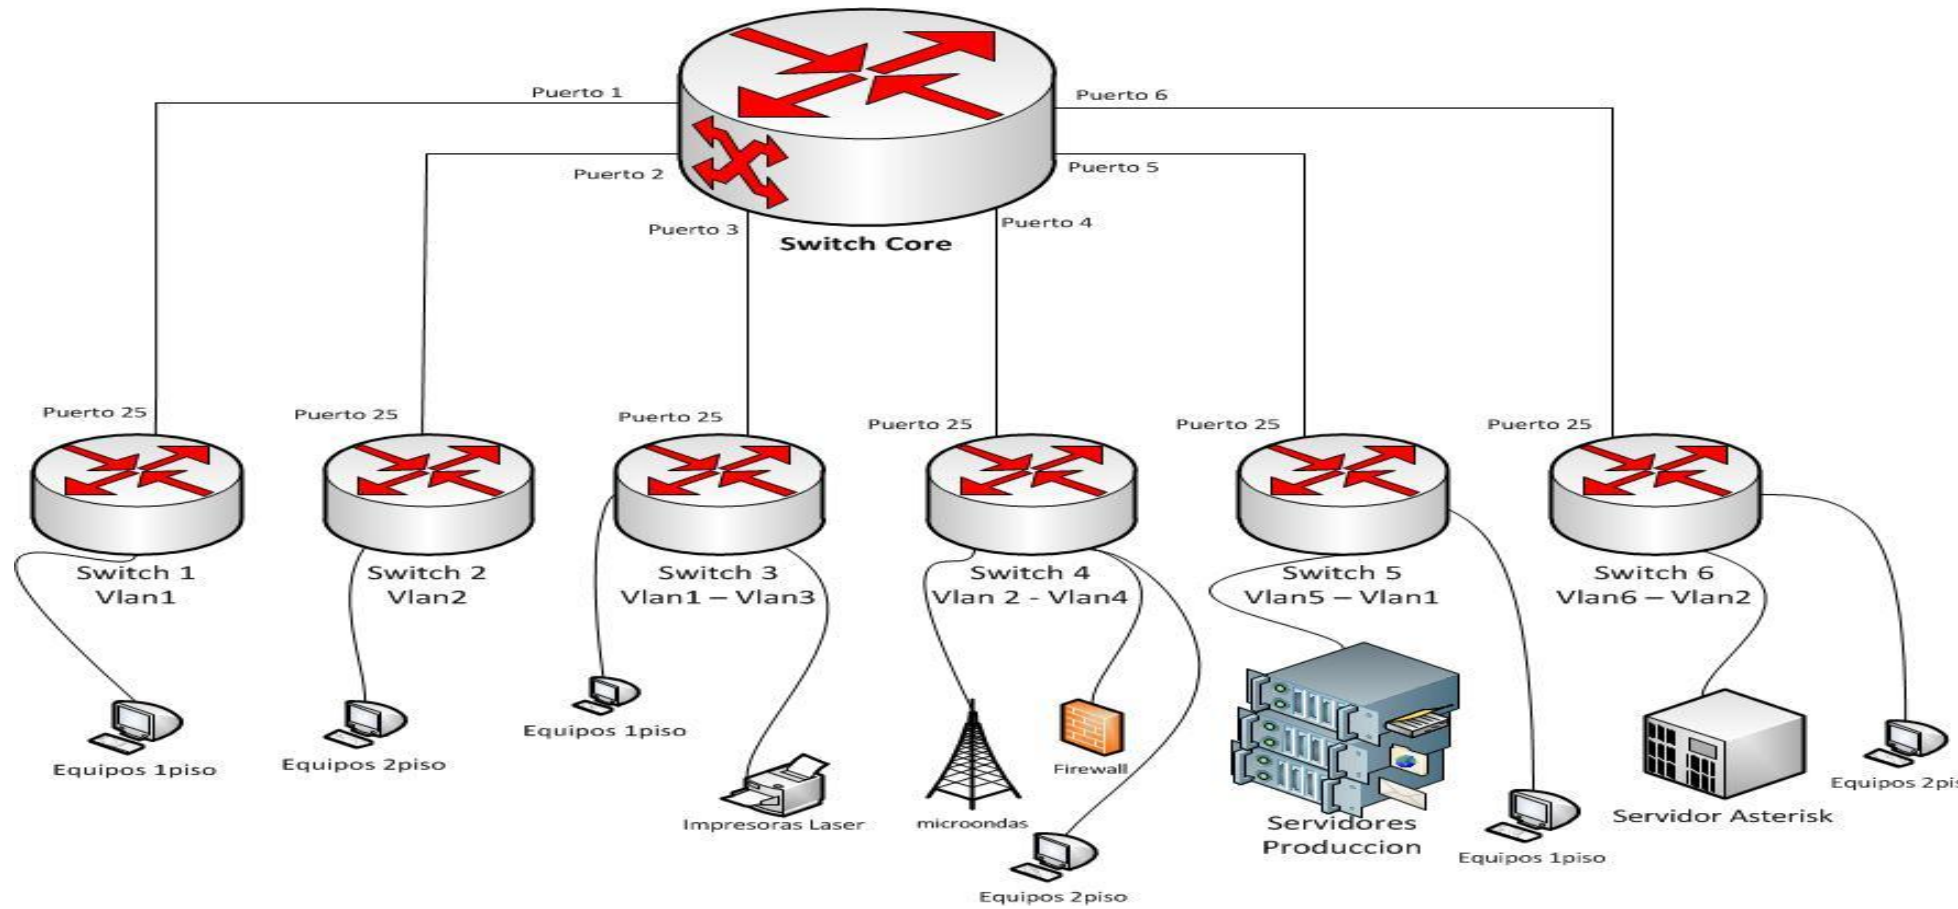 Puerto 1
Puerto 6
Puerto 2
Puerto 5
Puerto 3
Puerto 4
Switch Core
Puerto 25
Puerto 25
Puerto 25
Puerto 25
Puerto 25
Puerto 25
Switch 1
Vlan1
Switch 2
Vlan2
Switch 3
Vlan1 – Vlan3
Switch 4
Vlan 2 - Vlan4
Switch 5
Vlan5 – Vlan1
Switch 6
Vlan6 – Vlan2
Equipos 1piso
Equipos 2piso
Equipos 1piso
Impresoras Laser
microondas
Firewall
Equipos 2piso
Servidores
Produccion
Equipos 1piso
Servidor Asterisk
Equipos 2pis